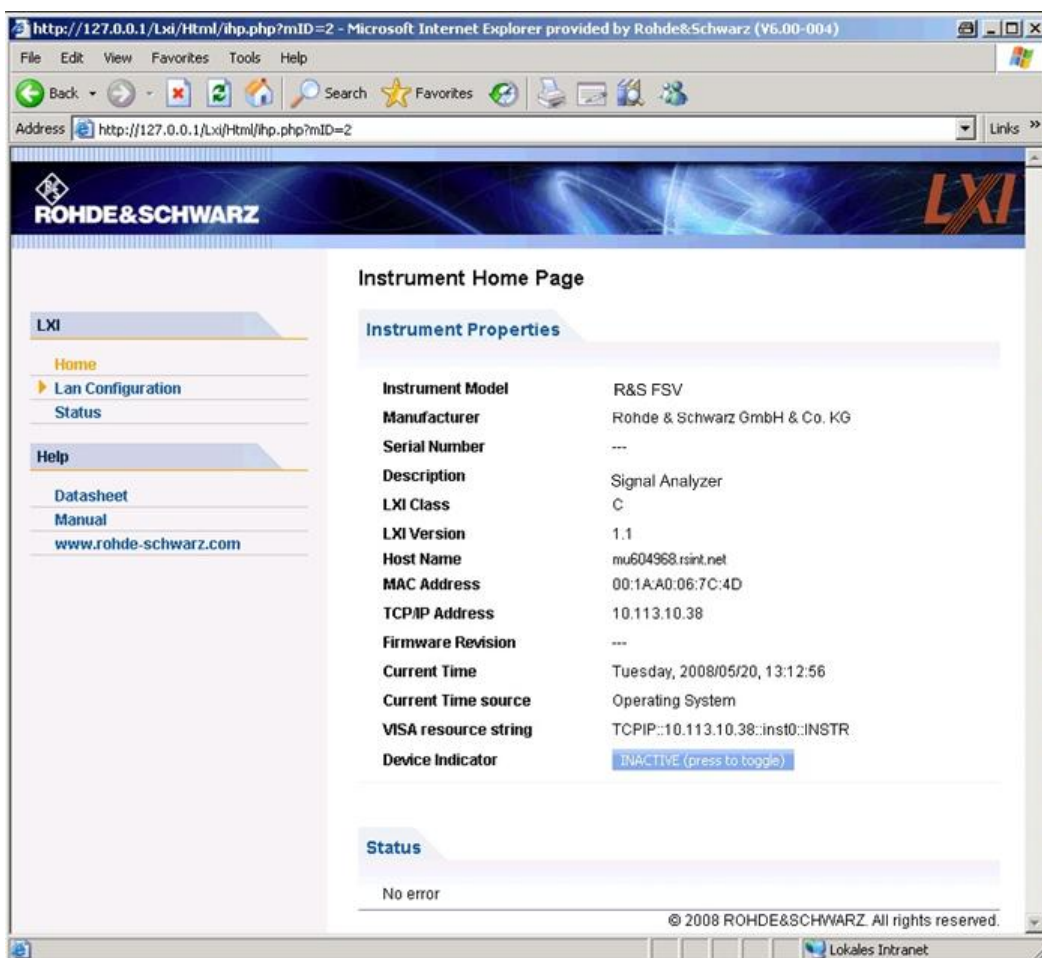 http://127.0.0.1/Lxi/Html/ihp.php?mID=2 - Microsoft Internet Explorer provided by Rohde&Schwarz (V6.00-004)
File Edit View Favorites Tools Help
Back Search Favorites
Address http://127.0.0.1/Lxi/Html/ihp.php?mID=2 Links »
ROHDE&SCHWARZ
LXI
Instrument Home Page
LXI
Home
Lan Configuration
Status
Help
Datasheet
Manual
www.rohde-schwarz.com
Instrument Properties
Instrument Model R&S FSV
Manufacturer Rohde & Schwarz GmbH & Co. KG
Serial Number ---
Description Signal Analyzer
LXI Class C
LXI Version 1.1
Host Name mu604968.rsint.net
MAC Address 00:1A:A0:06:7C:4D
TCP/IP Address 10.113.10.38
Firmware Revision ---
Current Time Tuesday, 2008/05/20, 13:12:56
Current Time source Operating System
VISA resource string TCPIP::10.113.10.38::inst0::INSTR
Device Indicator INACTIVE (press to toggle)
Status
No error
© 2008 ROHDE&SCHWARZ. All rights reserved.
Lokales Intranet